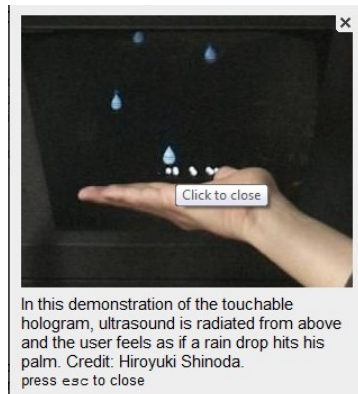 Click to close
In this demonstration of the touchable
hologram, ultrasound is radiated from above
and the user feels as if a rain drop hits his
palm. Credit: Hiroyuki Shinoda.
press esc to close